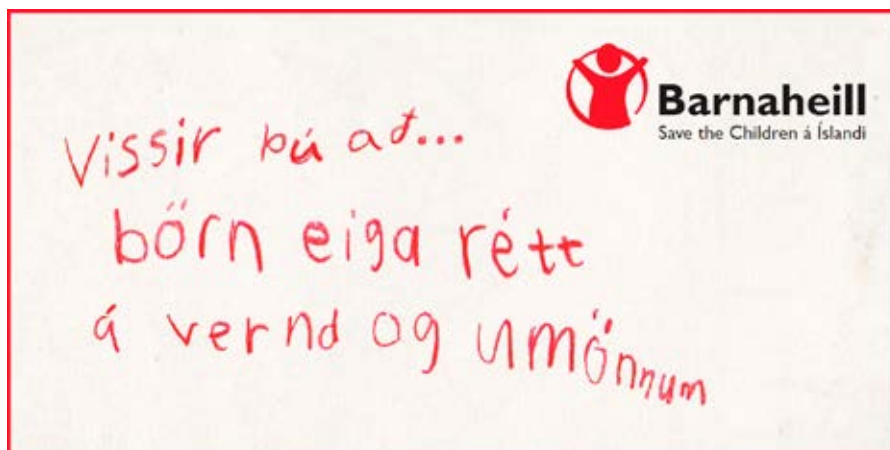 Barnaheill
Save the Children á Íslandi
Vissir þú að...
börn eiga rétt
á vernd og umönnum